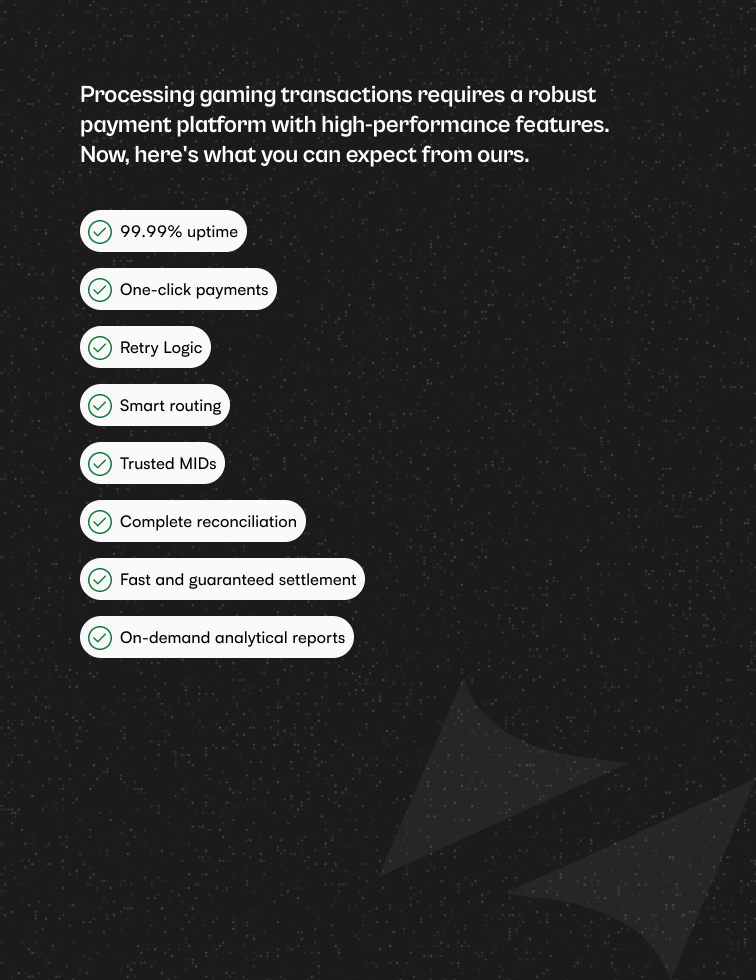 Processing gaming transactions requires a robust
payment platform with high-performance features.
Now, here's what you can expect from ours.
99.99% uptime
One-click payments
Retry Logic
Smart routing
Trusted MIDs
Complete reconciliation
Fast and guaranteed settlement
On-demand analytical reports